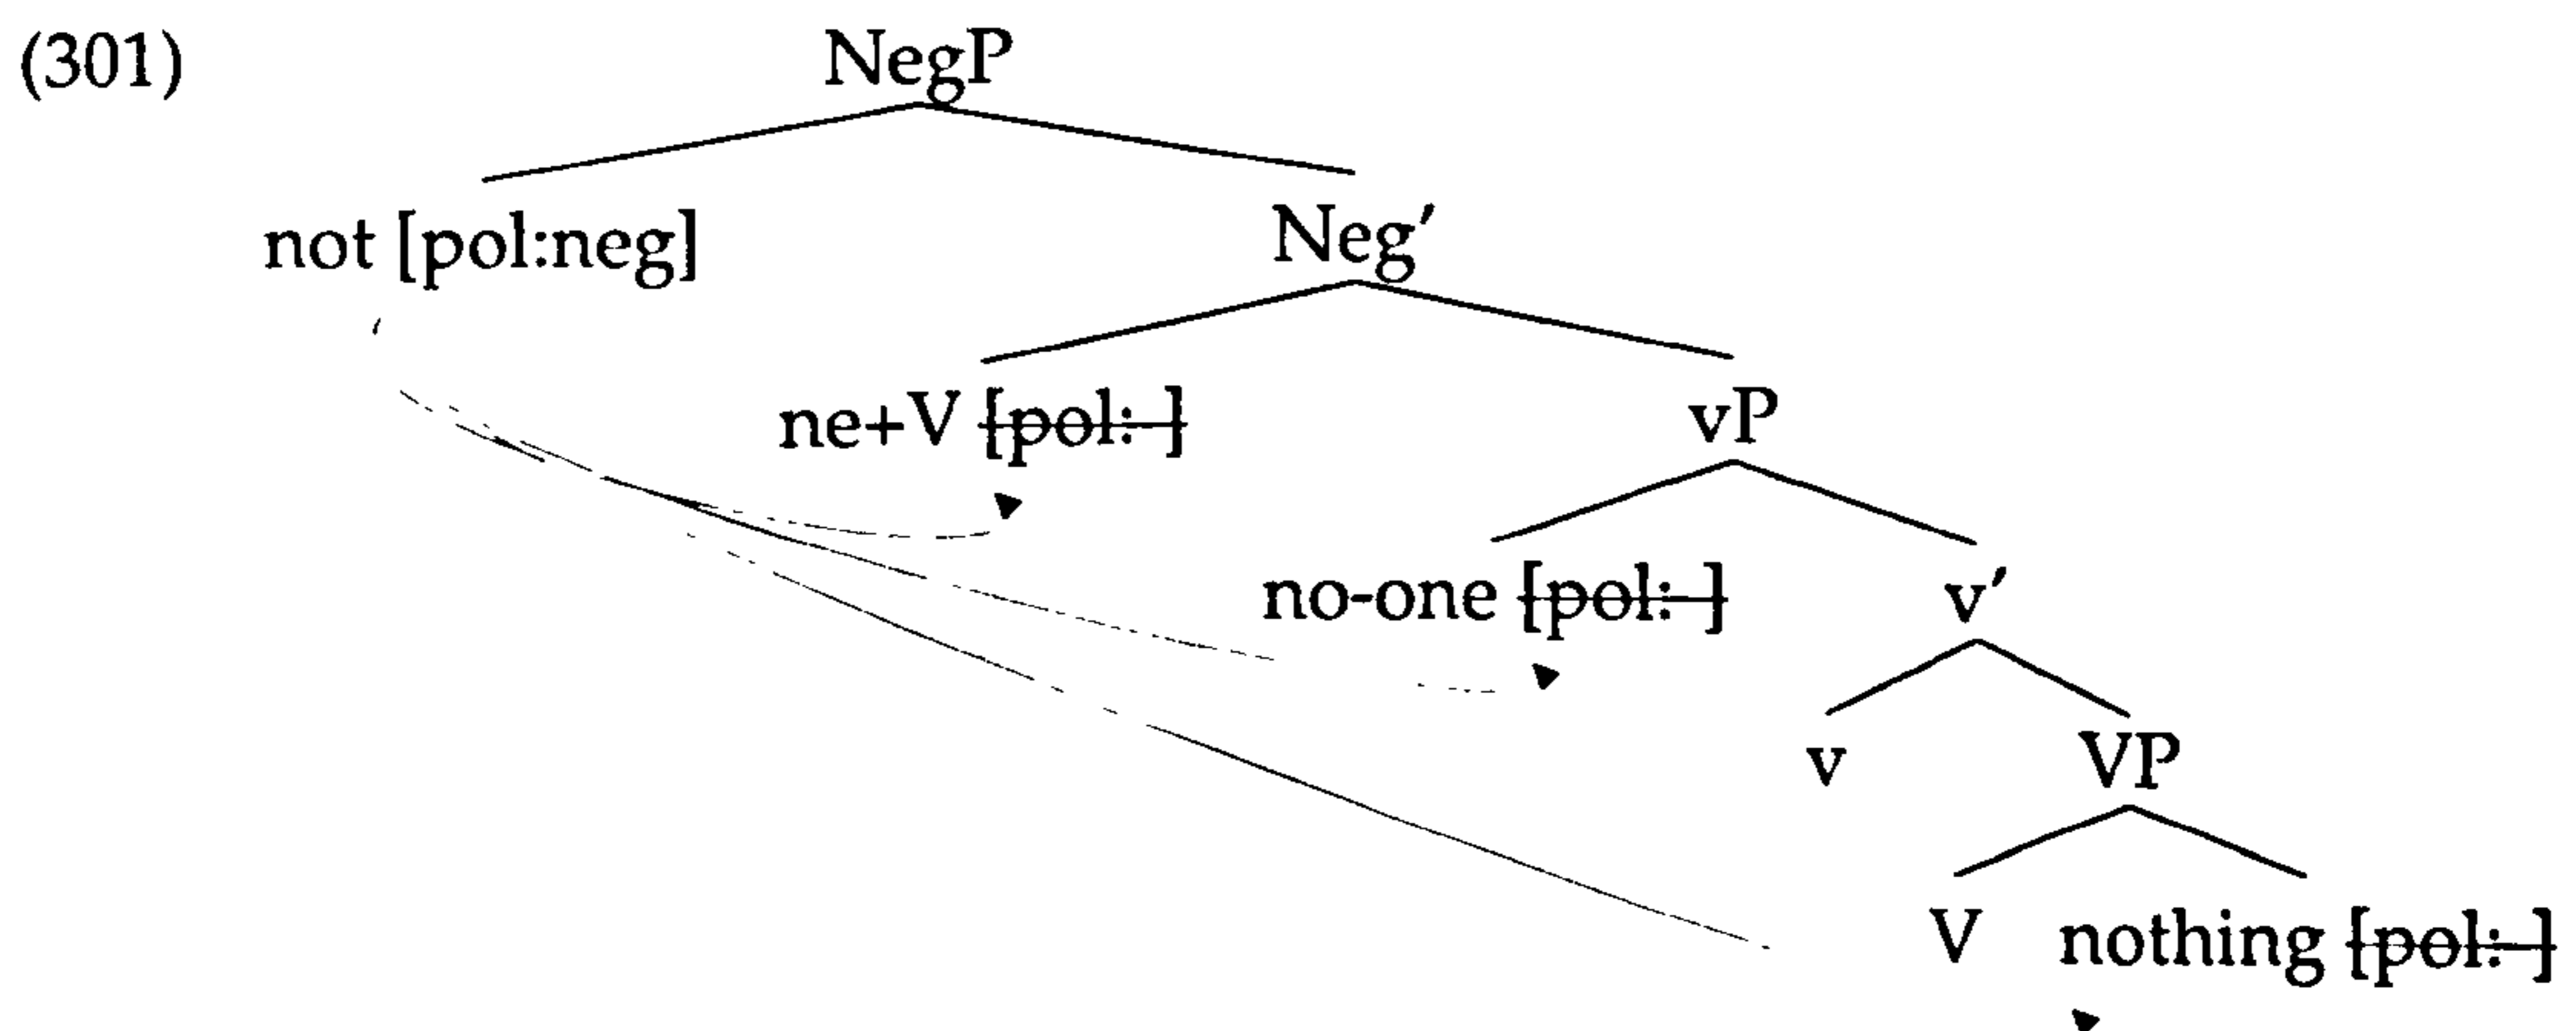 (301) NegP
not [pol:neg] Neg′
ne+V [pol:–] vP
no-one [pol:–] v′
v VP
V nothing [pol:–]